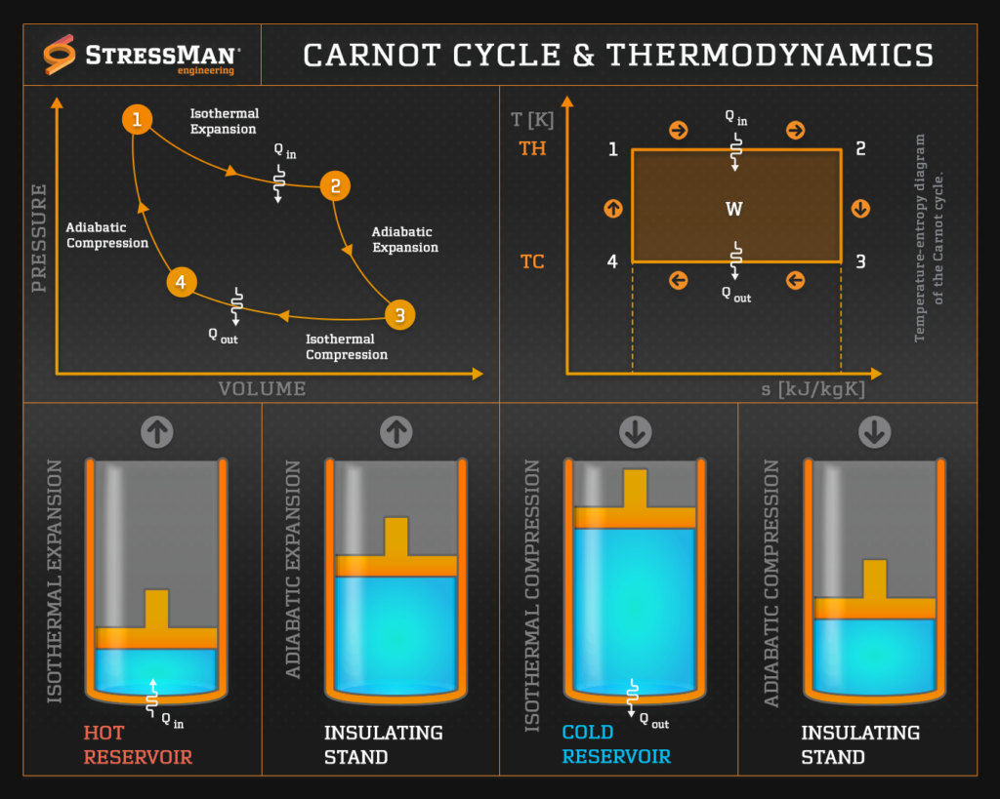 STRESSMAN®
engineering
CARNOT CYCLE & THERMODYNAMICS
PRESSURE
VOLUME
1
Isothermal
Expansion
Q in
2
Adiabatic
Expansion
3
Isothermal
Compression
Q out
4
Adiabatic
Compression
T [K]
TH
TC
1
2
3
4
Q in
W
Q out
s [kJ/kgK]
Temperature-entropy diagram
of the Carnot cycle.
ISOTHERMAL EXPANSION
Q in
HOT
RESERVOIR
ADIABATIC EXPANSION
INSULATING
STAND
ISOTHERMAL COMPRESSION
Q out
COLD
RESERVOIR
ADIABATIC COMPRESSION
INSULATING
STAND